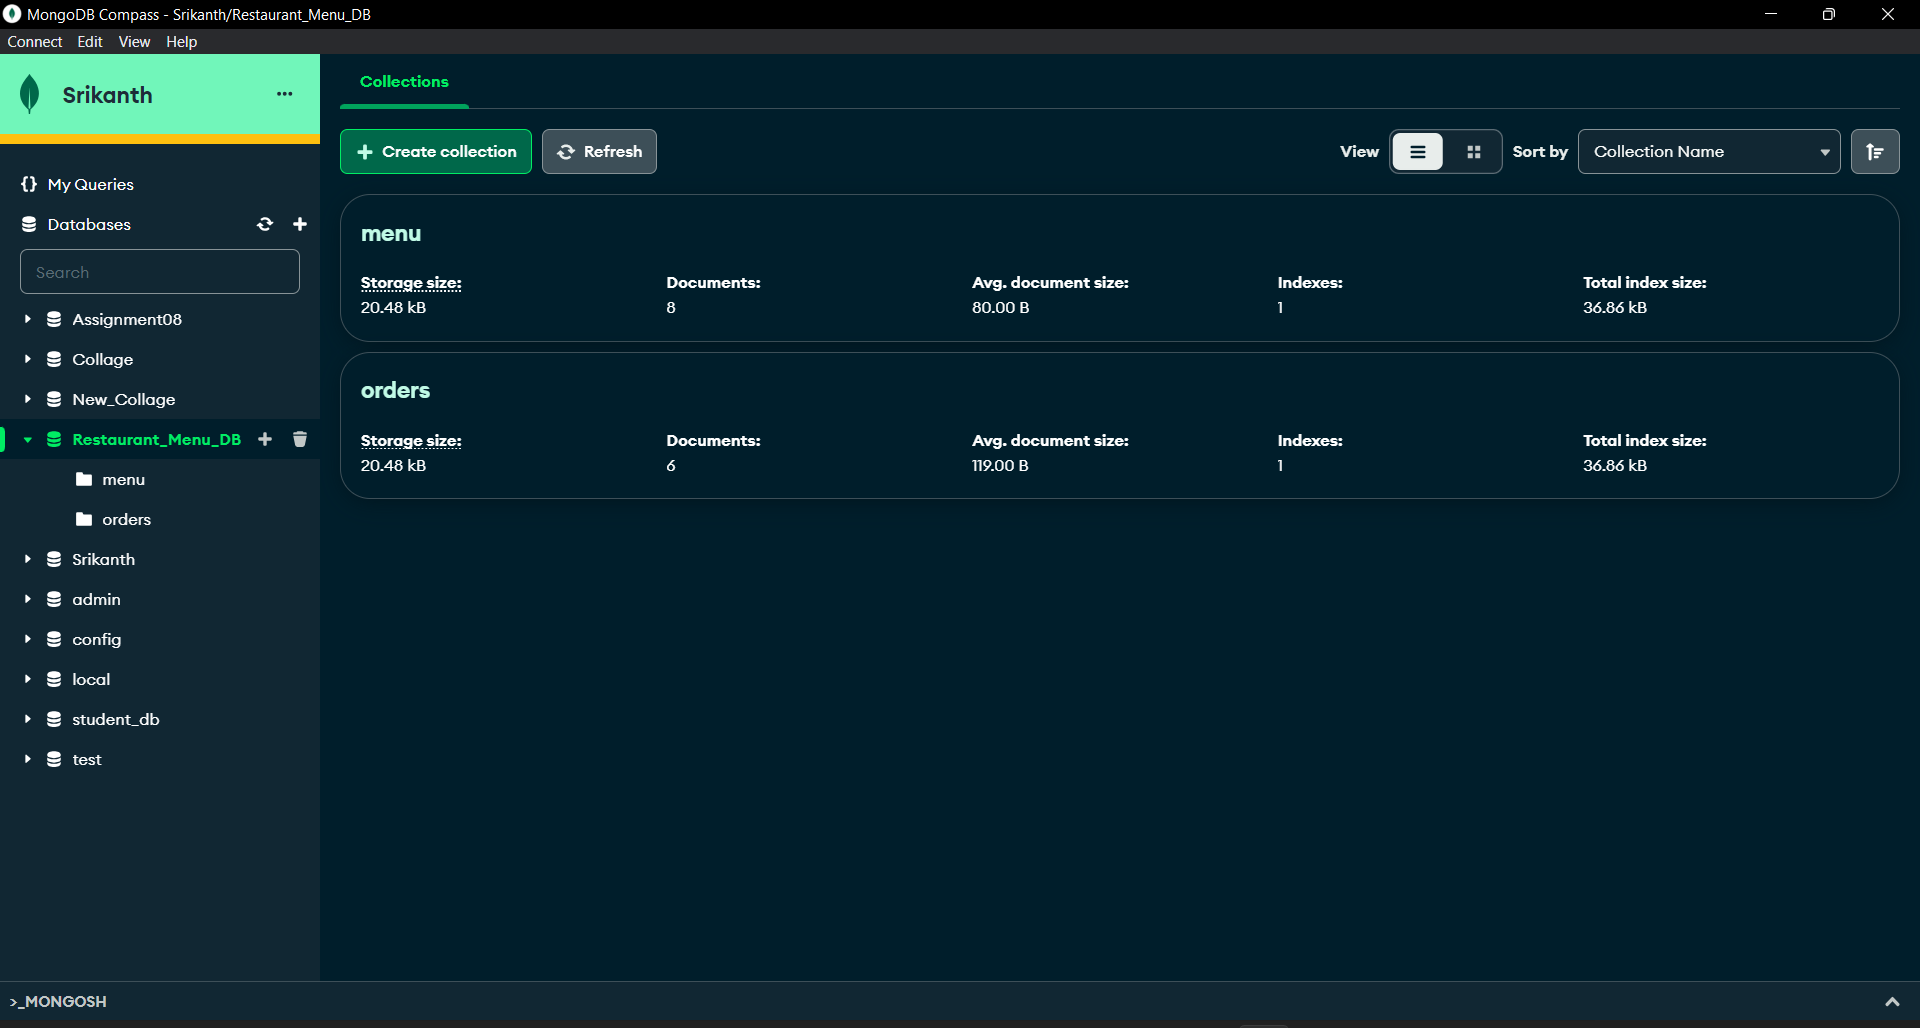 MongoDB Compass - Srikanth/Restaurant_Menu_DB
Connect Edit View Help
Srikanth
My Queries
Databases
Search
Assignment08
Collage
New_Collage
Restaurant_Menu_DB
menu
orders
Srikanth
admin
config
local
student_db
test
Collections
Create collection Refresh View Sort by Collection Name
menu
Storage size: Documents: Avg. document size: Indexes: Total index size:
20.48 kB 8 80.00 B 1 36.86 kB
orders
Storage size: Documents: Avg. document size: Indexes: Total index size:
20.48 kB 6 119.00 B 1 36.86 kB
>_MONGOSH